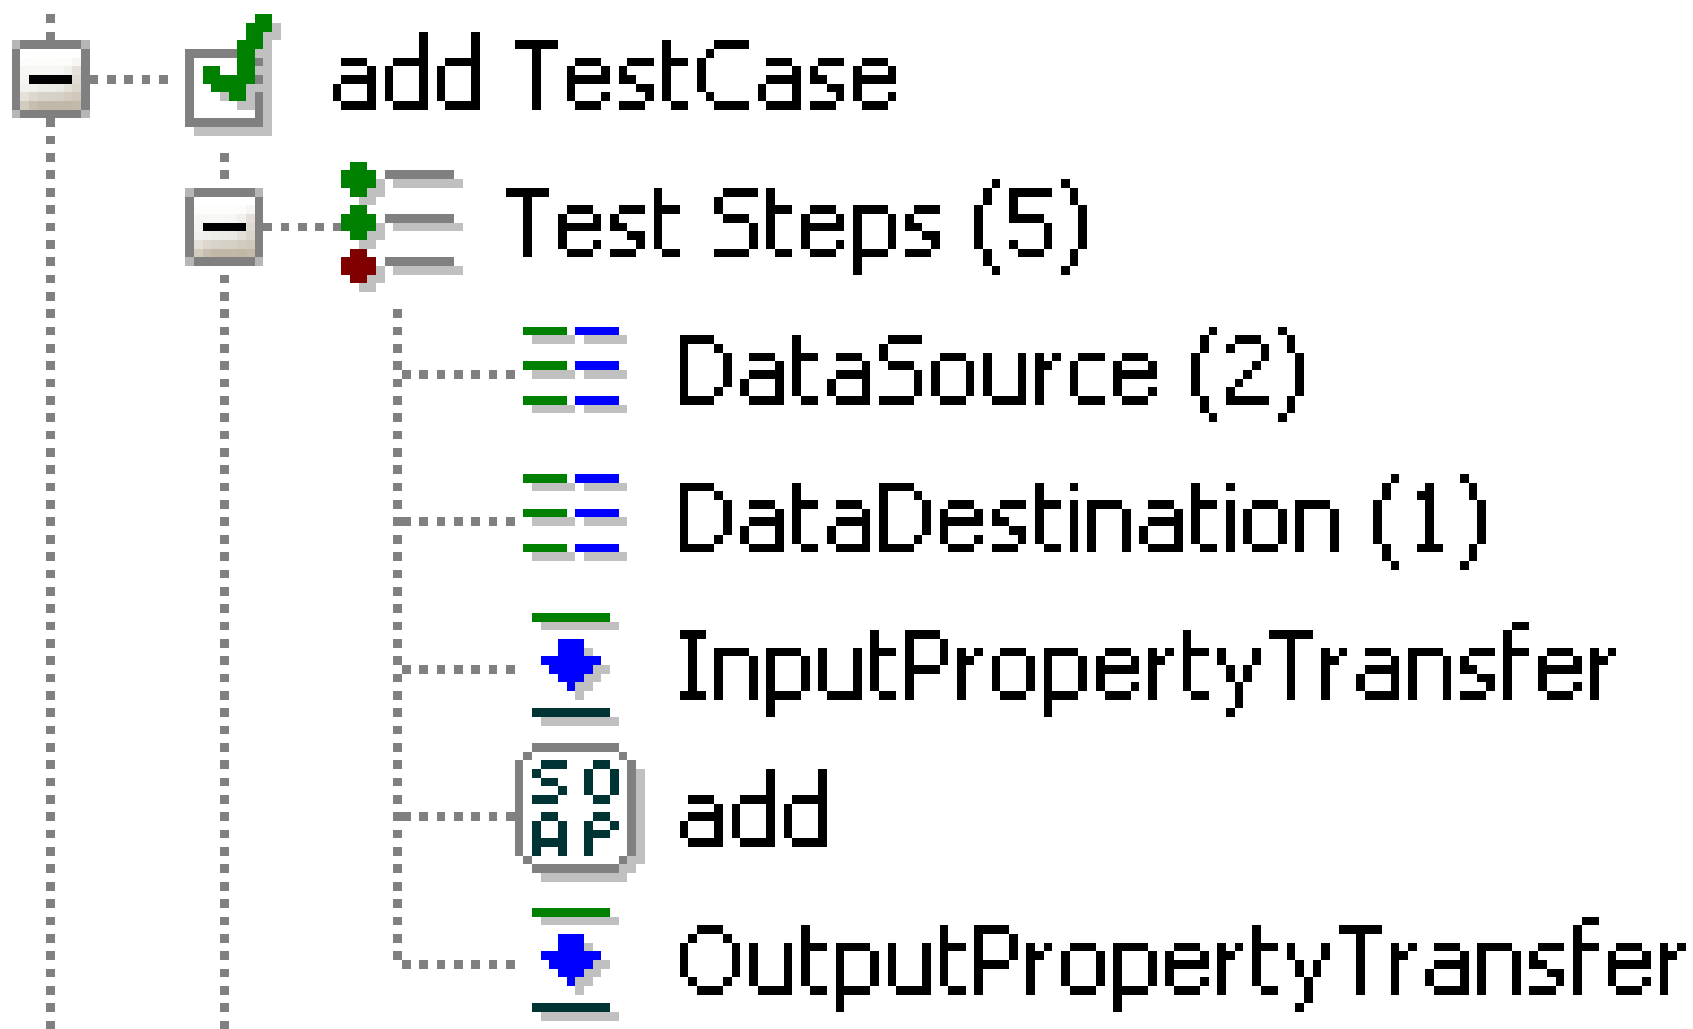 add TestCase
Test Steps (5)
DataSource (2)
DataDestination (1)
InputPropertyTransfer
SO
AP
add
OutputPropertyTransfer